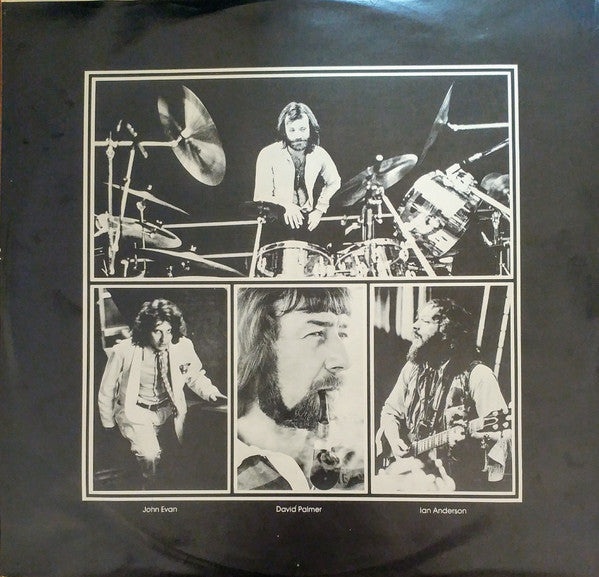 John Evan
David Palmer
Ian Anderson